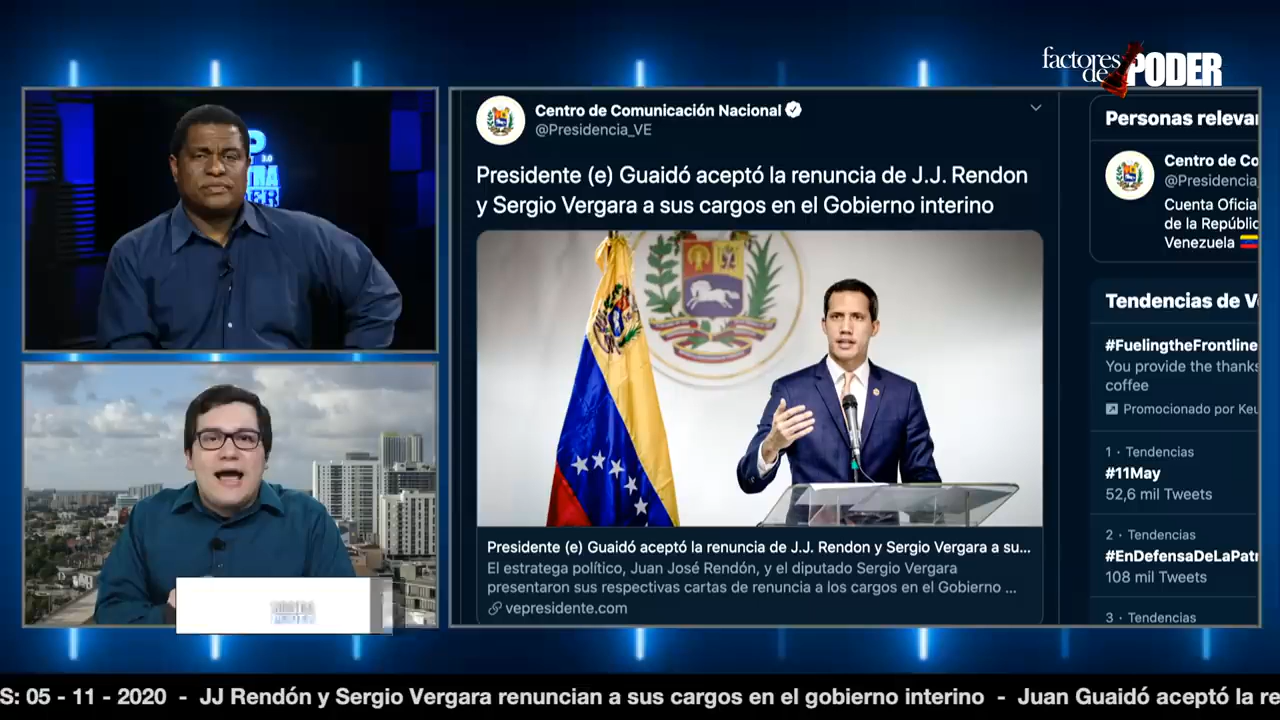 factores
de PODER
Centro de Comunicación Nacional
@Presidencia_VE
Presidente (e) Guaidó aceptó la renuncia de J.J. Rendon
y Sergio Vergara a sus cargos en el Gobierno interino
Presidente (e) Guaidó aceptó la renuncia de J.J. Rendon y Sergio Vergara a su...
El estratega político, Juan José Rendón, y el diputado Sergio Vergara
presentaron sus respectivas cartas de renuncia a los cargos en el Gobierno ...
vepresidente.com
Personas relevan
Centro de Co
@Presidencia_
Cuenta Oficia
de la Repúblic
Venezuela
Tendencias de V
#FuelingtheFrontline
You provide the thanks
coffee
Promocionado por Keu
1 · Tendencias
#11May
52,6 mil Tweets
2 · Tendencias
#EnDefensaDeLaPatr
108 mil Tweets
3 · Tendencias
S: 05 - 11 - 2020 - JJ Rendón y Sergio Vergara renuncian a sus cargos en el gobierno interino - Juan Guaidó aceptó la re